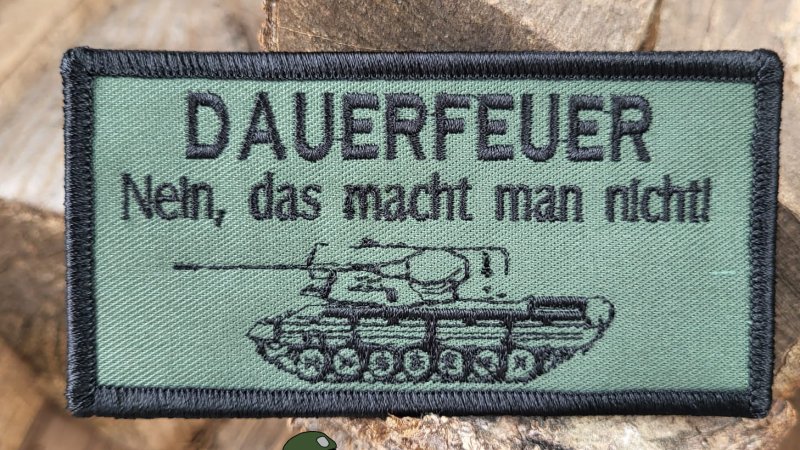 DAUERFEUER
Nein, das macht man nicht!